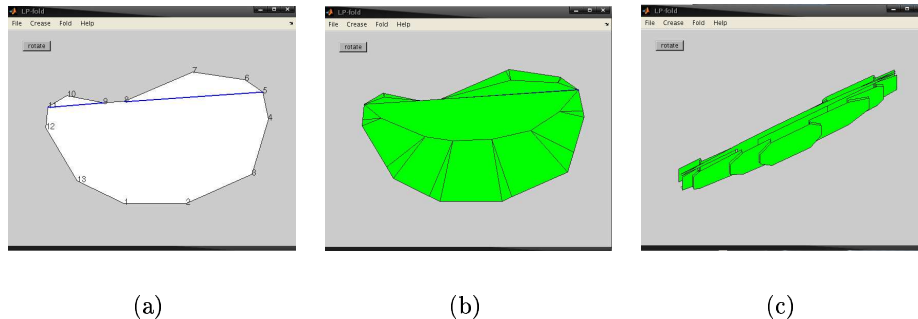 LP-fold
File Crease Fold Help
rotate
7
6
10
5
11
9
8
4
12
13
3
1
2
LP-fold
File Crease Fold Help
rotate
LP-fold
File Crease Fold Help
rotate
(a) (b) (c)